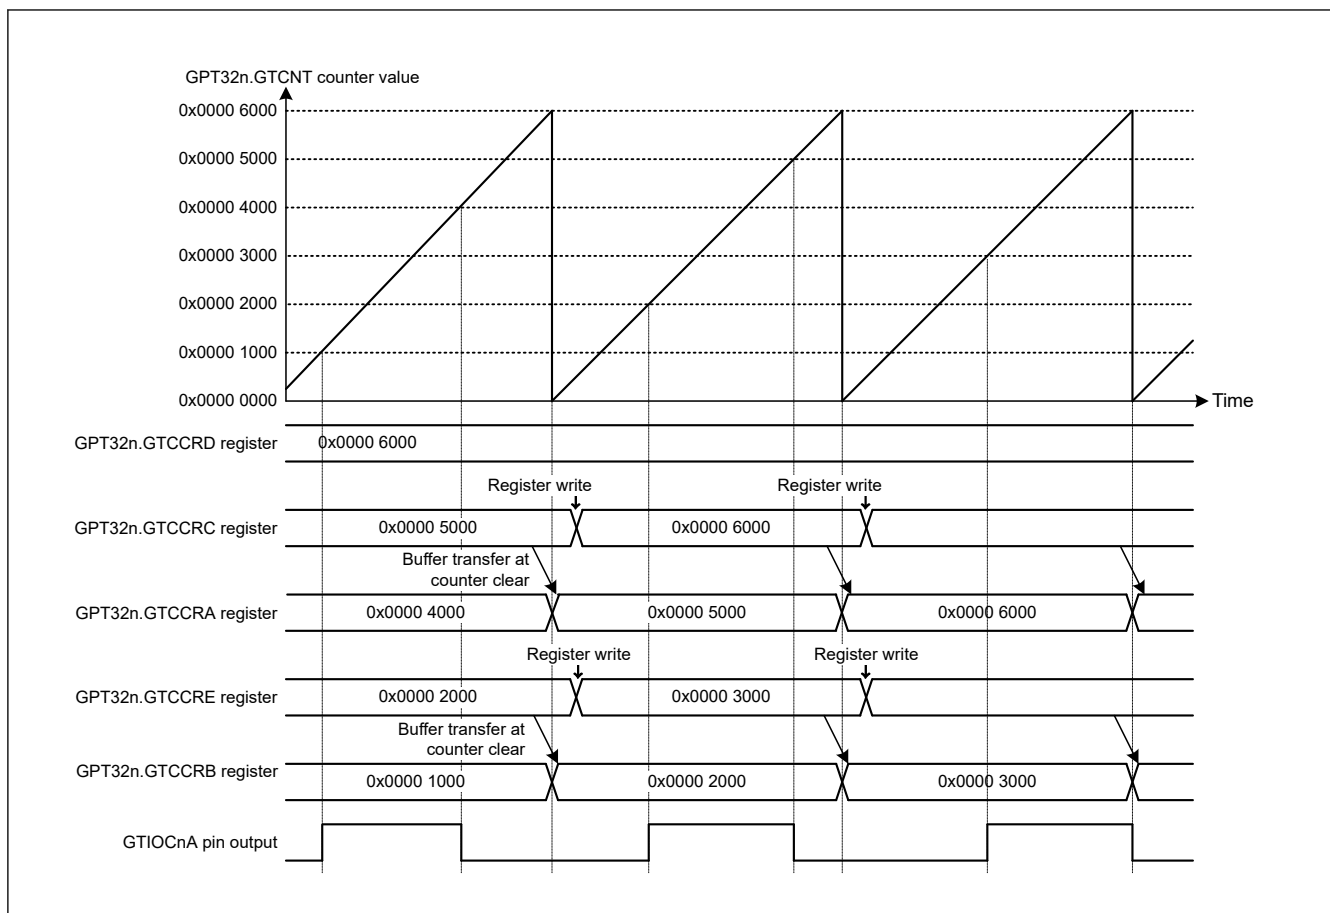 GPT32n.GTCNT counter value
0x0000 6000
0x0000 5000
0x0000 4000
0x0000 3000
0x0000 2000
0x0000 1000
0x0000 0000
Time
GPT32n.GTCCRD register
0x0000 6000
Register write
Register write
GPT32n.GTCCRC register
0x0000 5000
0x0000 6000
Buffer transfer at
counter clear
GPT32n.GTCCRA register
0x0000 4000
0x0000 5000
0x0000 6000
Register write
Register write
GPT32n.GTCCRE register
0x0000 2000
0x0000 3000
Buffer transfer at
counter clear
GPT32n.GTCCRB register
0x0000 1000
0x0000 2000
0x0000 3000
GTIOCnA pin output